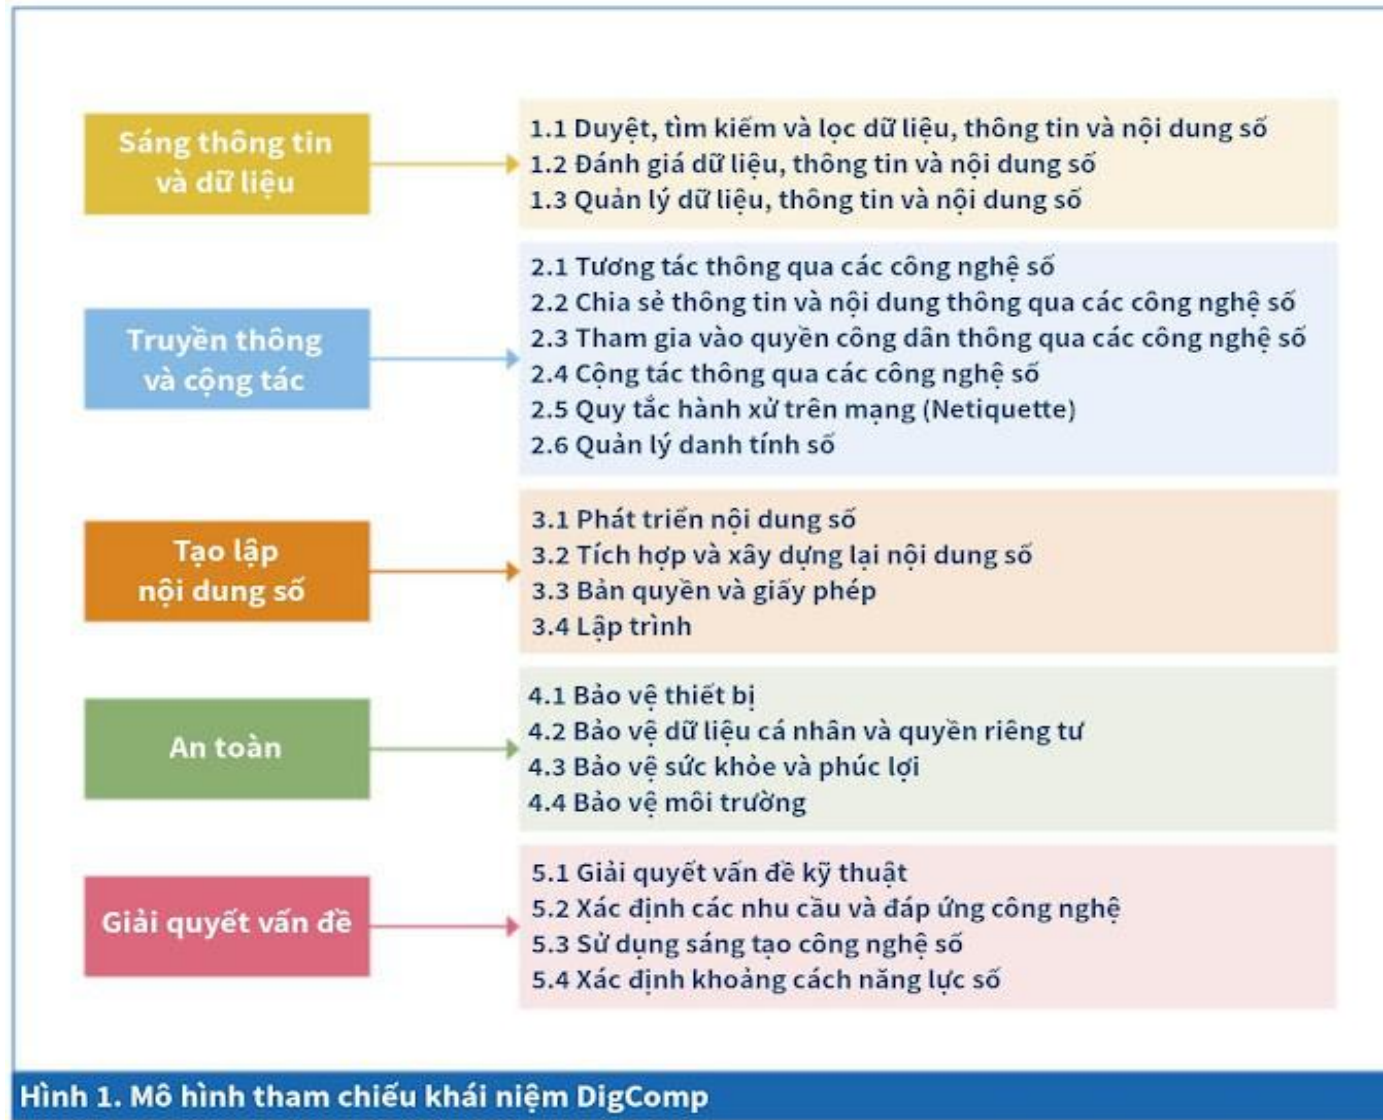 Sáng thông tin
và dữ liệu
1.1 Duyệt, tìm kiếm và lọc dữ liệu, thông tin và nội dung số
1.2 Đánh giá dữ liệu, thông tin và nội dung số
1.3 Quản lý dữ liệu, thông tin và nội dung số
Truyền thông
và cộng tác
2.1 Tương tác thông qua các công nghệ số
2.2 Chia sẻ thông tin và nội dung thông qua các công nghệ số
2.3 Tham gia vào quyền công dân thông qua các công nghệ số
2.4 Cộng tác thông qua các công nghệ số
2.5 Quy tắc hành xử trên mạng (Netiquette)
2.6 Quản lý danh tính số
Tạo lập
nội dung số
3.1 Phát triển nội dung số
3.2 Tích hợp và xây dựng lại nội dung số
3.3 Bản quyền và giấy phép
3.4 Lập trình
An toàn
4.1 Bảo vệ thiết bị
4.2 Bảo vệ dữ liệu cá nhân và quyền riêng tư
4.3 Bảo vệ sức khỏe và phúc lợi
4.4 Bảo vệ môi trường
Giải quyết vấn đề
5.1 Giải quyết vấn đề kỹ thuật
5.2 Xác định các nhu cầu và đáp ứng công nghệ
5.3 Sử dụng sáng tạo công nghệ số
5.4 Xác định khoảng cách năng lực số
Hình 1. Mô hình tham chiếu khái niệm DigComp